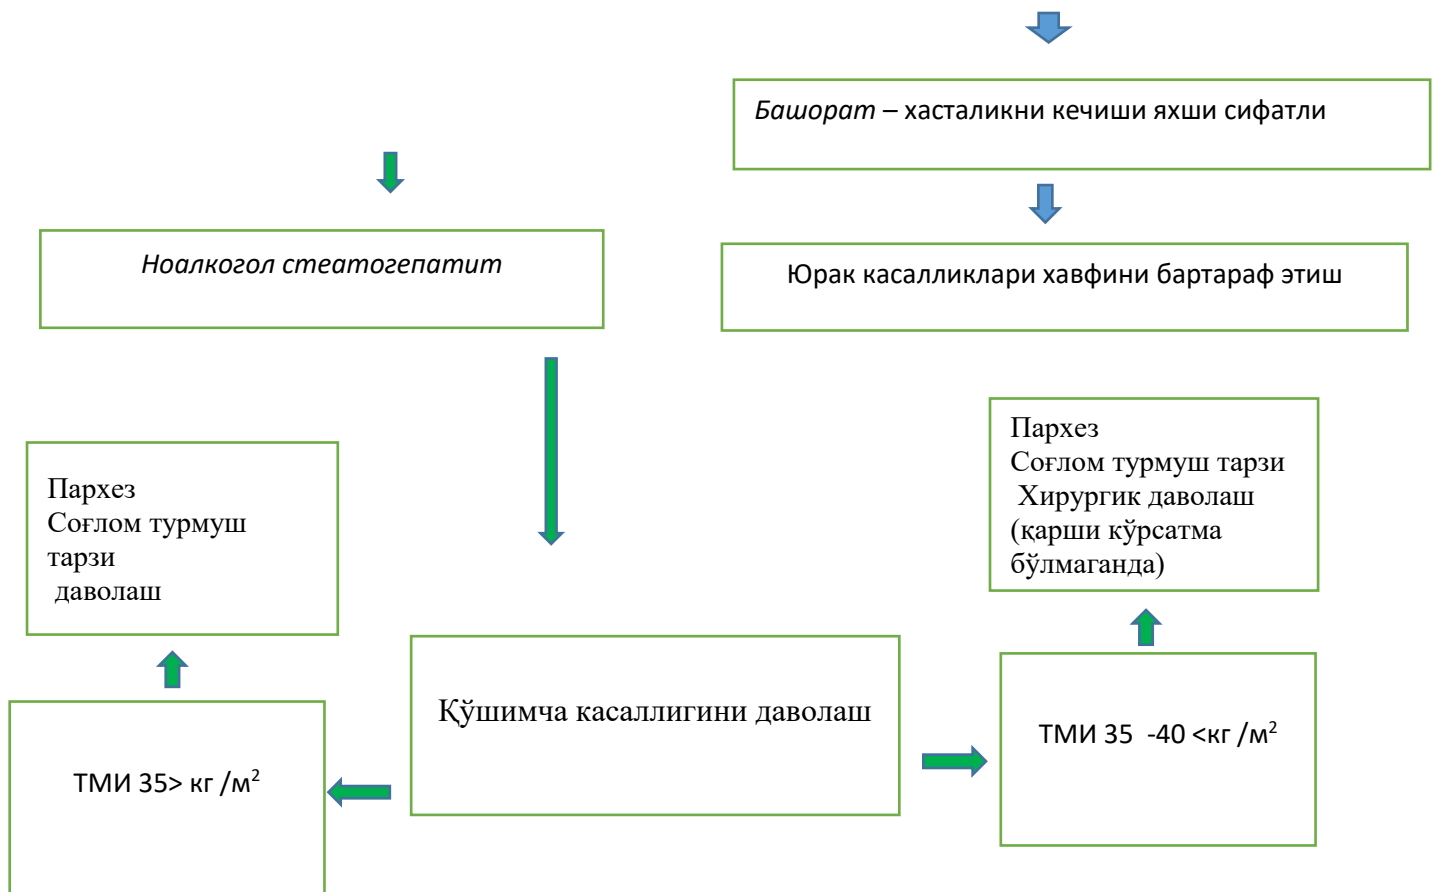 Башорат – хасталикни кечиши яхши сифатли
Ноалкогол стеатогепатит
Юрак касалликлари хавфини бартараф этиш
Пархез
Соғлом турмуш
тарзи
даволаш
Пархез
Соғлом турмуш тарзи
Хирургик даволаш
(қарши кўрсатма
бўлмаганда)
Қўшимча касаллигини даволаш
ТМИ 35> кг /м²
ТМИ 35 -40 <кг /м²